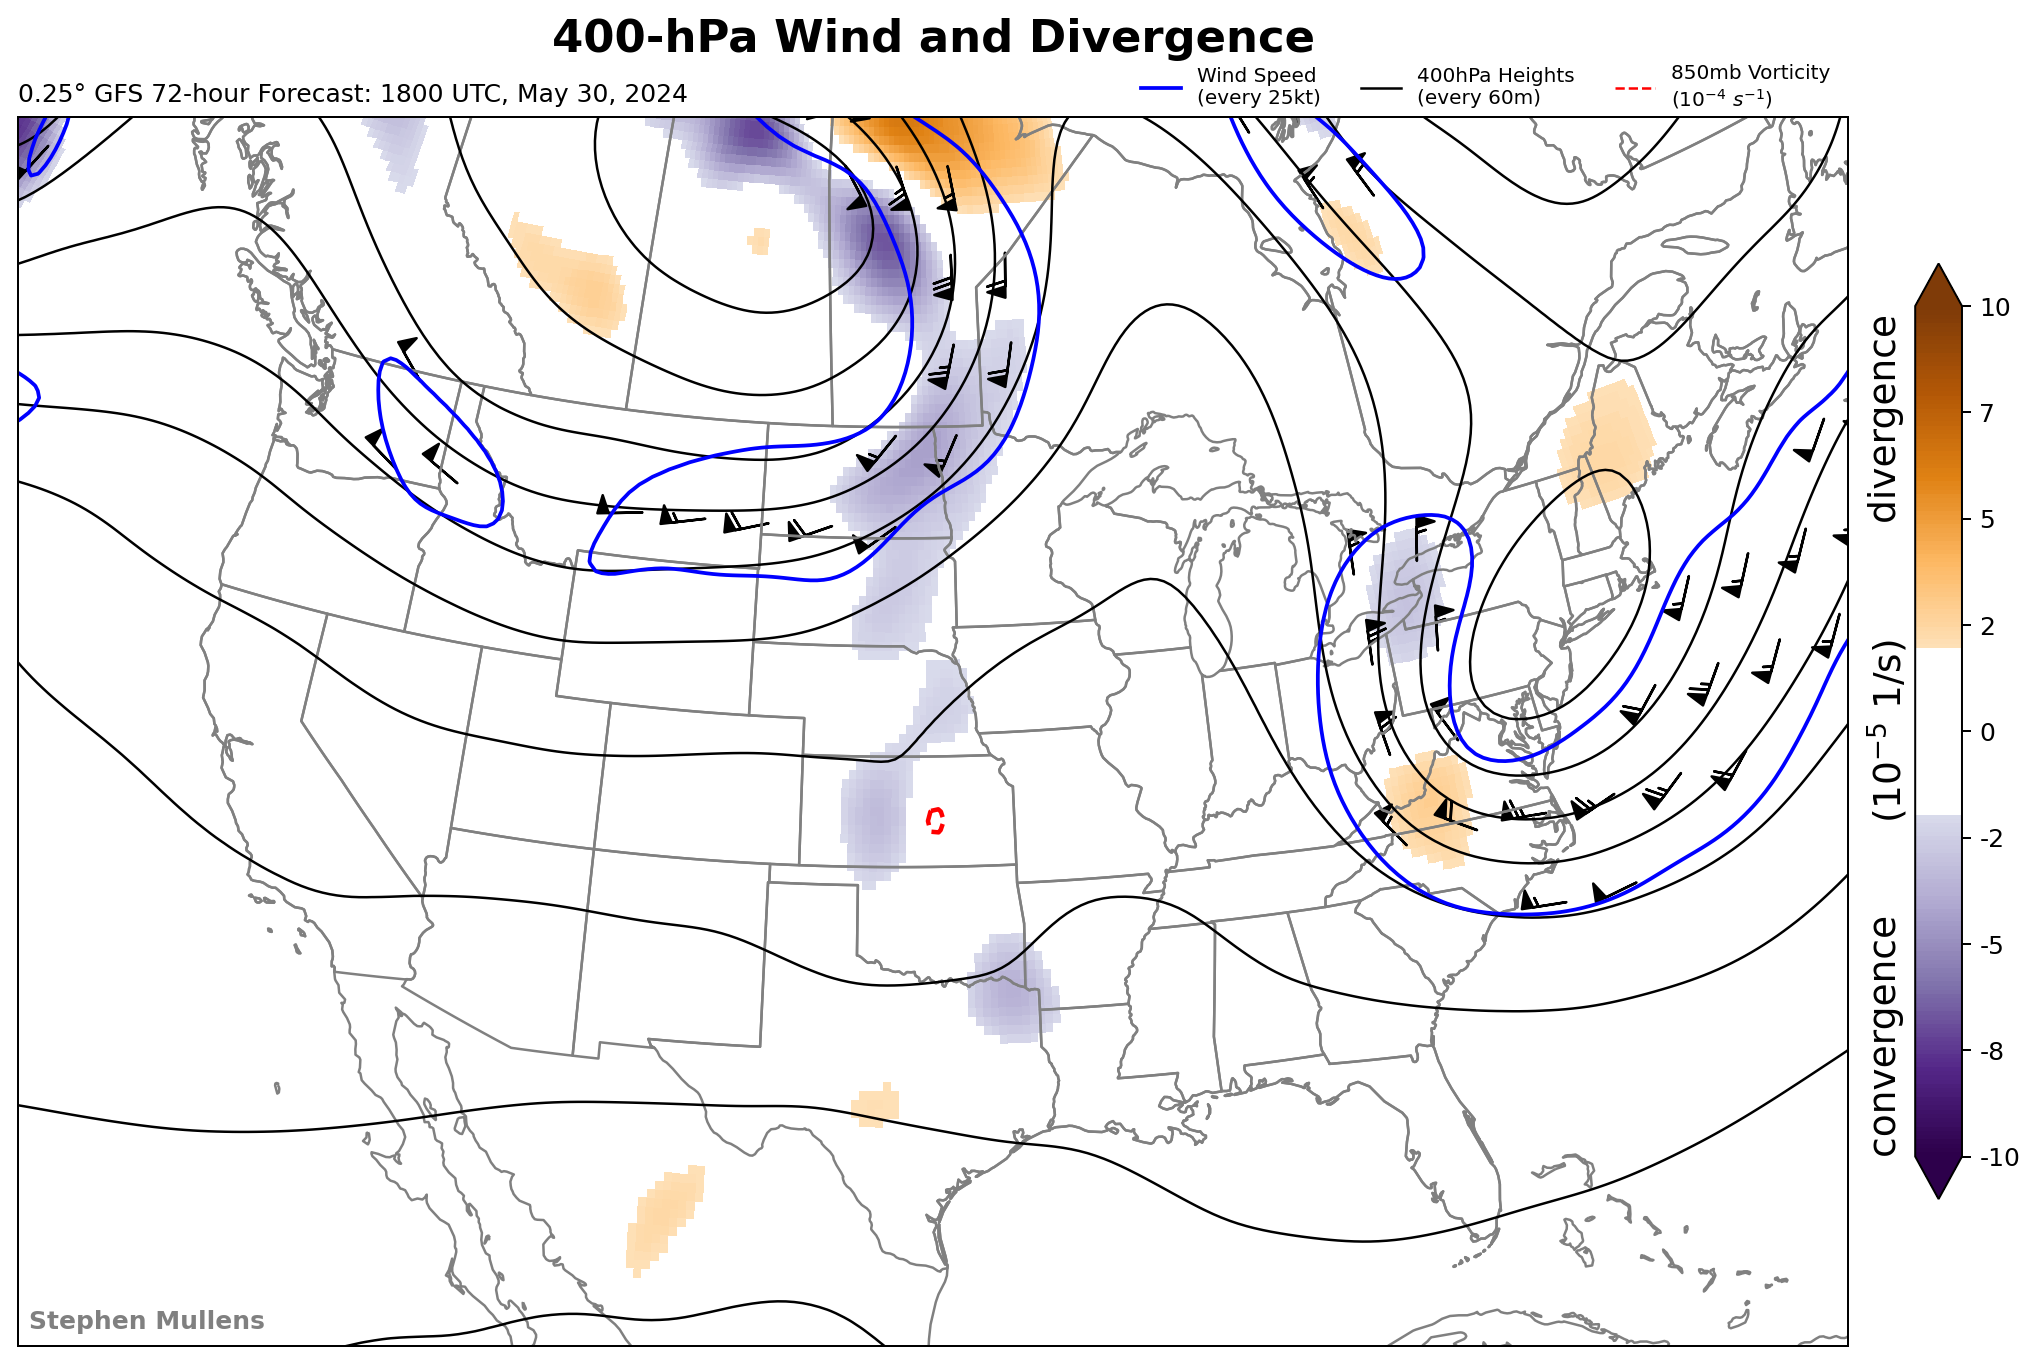 400-hPa Wind and Divergence
0.25° GFS 72-hour Forecast: 1800 UTC, May 30, 2024
Wind Speed
(every 25kt)
400hPa Heights
(every 60m)
850mb Vorticity
(10⁻⁴ s⁻¹)
10
7
5
2
0
-2
-5
-8
-10
convergence (10⁻⁵ 1/s) divergence
Stephen Mullens